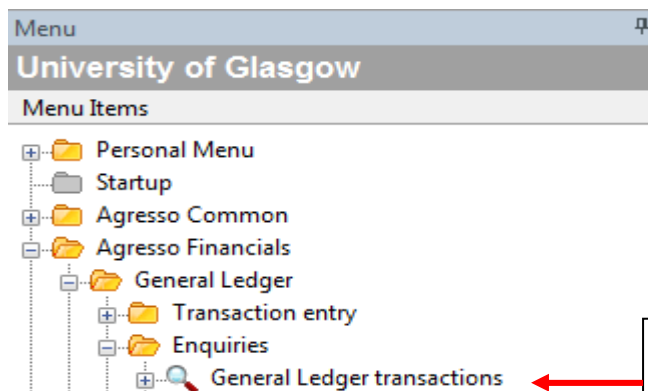 Menu
University of Glasgow
Menu Items
Personal Menu
Startup
Agresso Common
Agresso Financials
General Ledger
Transaction entry
Enquiries
General Ledger transactions